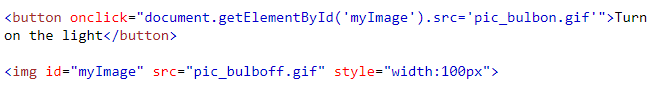 <button onclick="document.getElementById('myImage').src='pic_bulbon.gif'">Turn
on the light</button>
<img id="myImage" src="pic_bulboff.gif" style="width:100px">